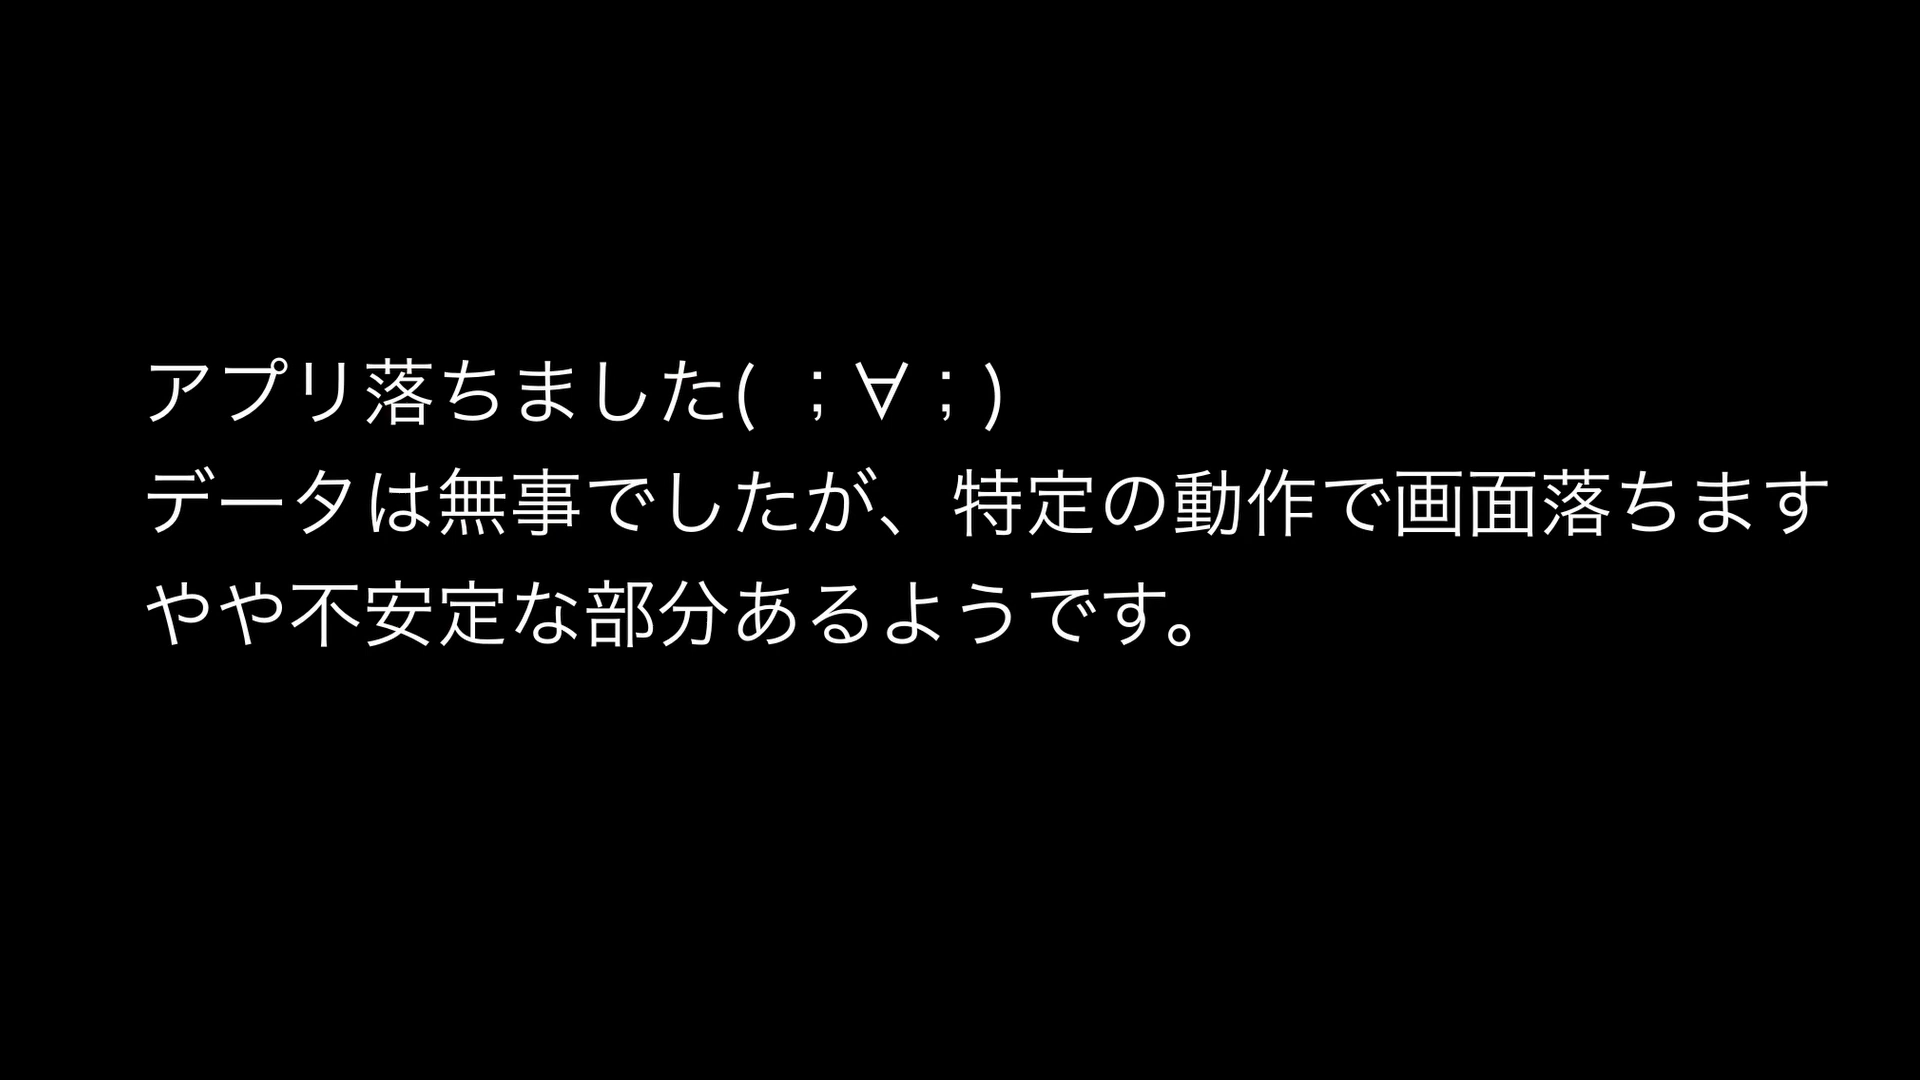 アプリ落ちました( ；∀；)
データは無事でしたが、特定の動作で画面落ちます
やや不安定な部分あるようです。